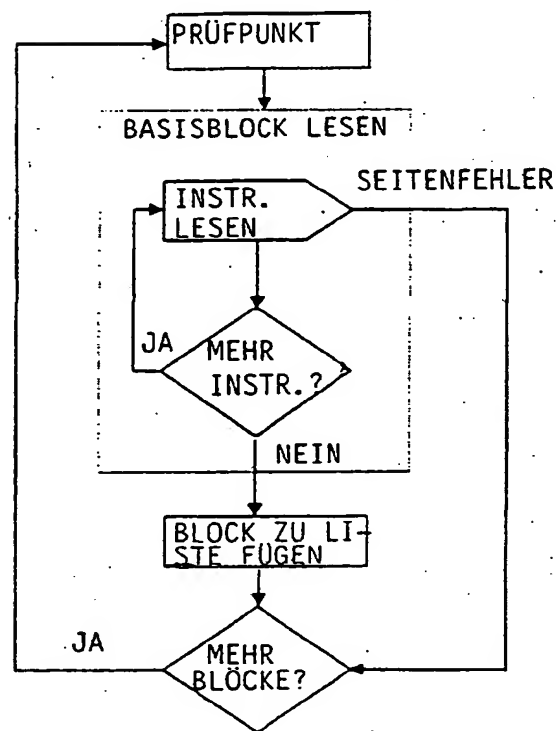 PRÜFPUNKT
BASISBLOCK LESEN
SEITENFEHLER
INSTR.
LESEN
JA
MEHR
INSTR.?
NEIN
BLOCK ZU LI-
STE FÜGEN
JA
MEHR
BLÖCKE?